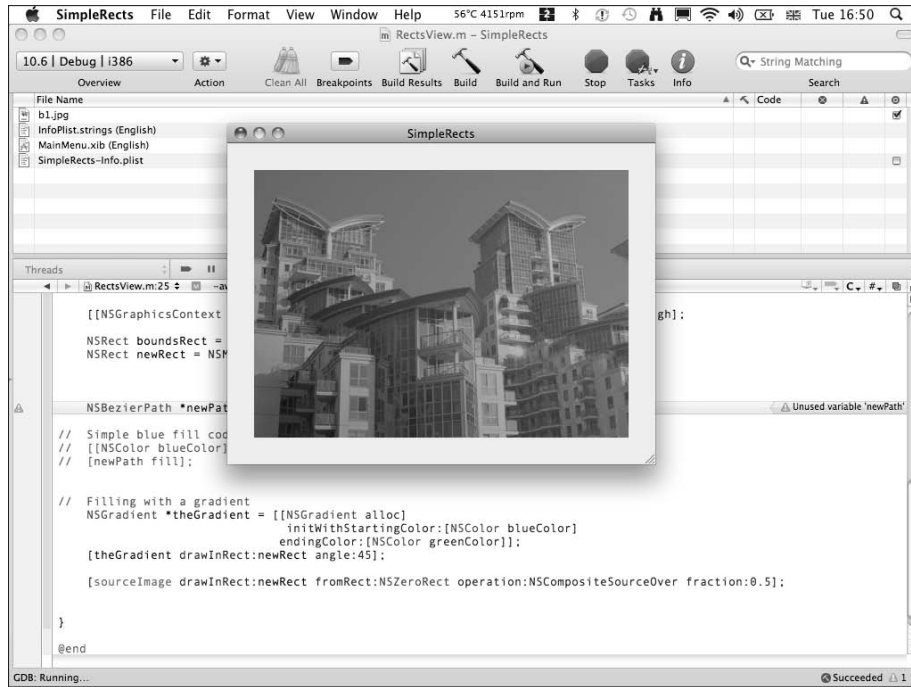 SimpleRects File Edit Format View Window Help 56°C 4151rpm Tue 16:50
RectsView.m – SimpleRects
10.6 | Debug | i386
String Matching
Overview Action Clean All Breakpoints Build Results Build Build and Run Stop Tasks Info Search
File Name Code
b1.jpg
InfoPlist.strings (English)
MainMenu.xib (English)
SimpleRects-Info.plist
SimpleRects
Threads
RectsView.m:25 C #
[[NSGraphicsContext gh];
NSRect boundsRect =
NSRect newRect = NSM
NSBezierPath *newPat Unused variable 'newPath'
// Simple blue fill cod
// [[NSColor blueColor]
// [newPath fill];
// Filling with a gradient
NSGradient *theGradient = [[NSGradient alloc]
initWithStartingColor:[NSColor blueColor]
endingColor:[NSColor greenColor]];
[theGradient drawInRect:newRect angle:45];
[sourceImage drawInRect:newRect fromRect:NSZeroRect operation:NSCompositeSourceOver fraction:0.5];
}
@end
GDB: Running... Succeeded 1